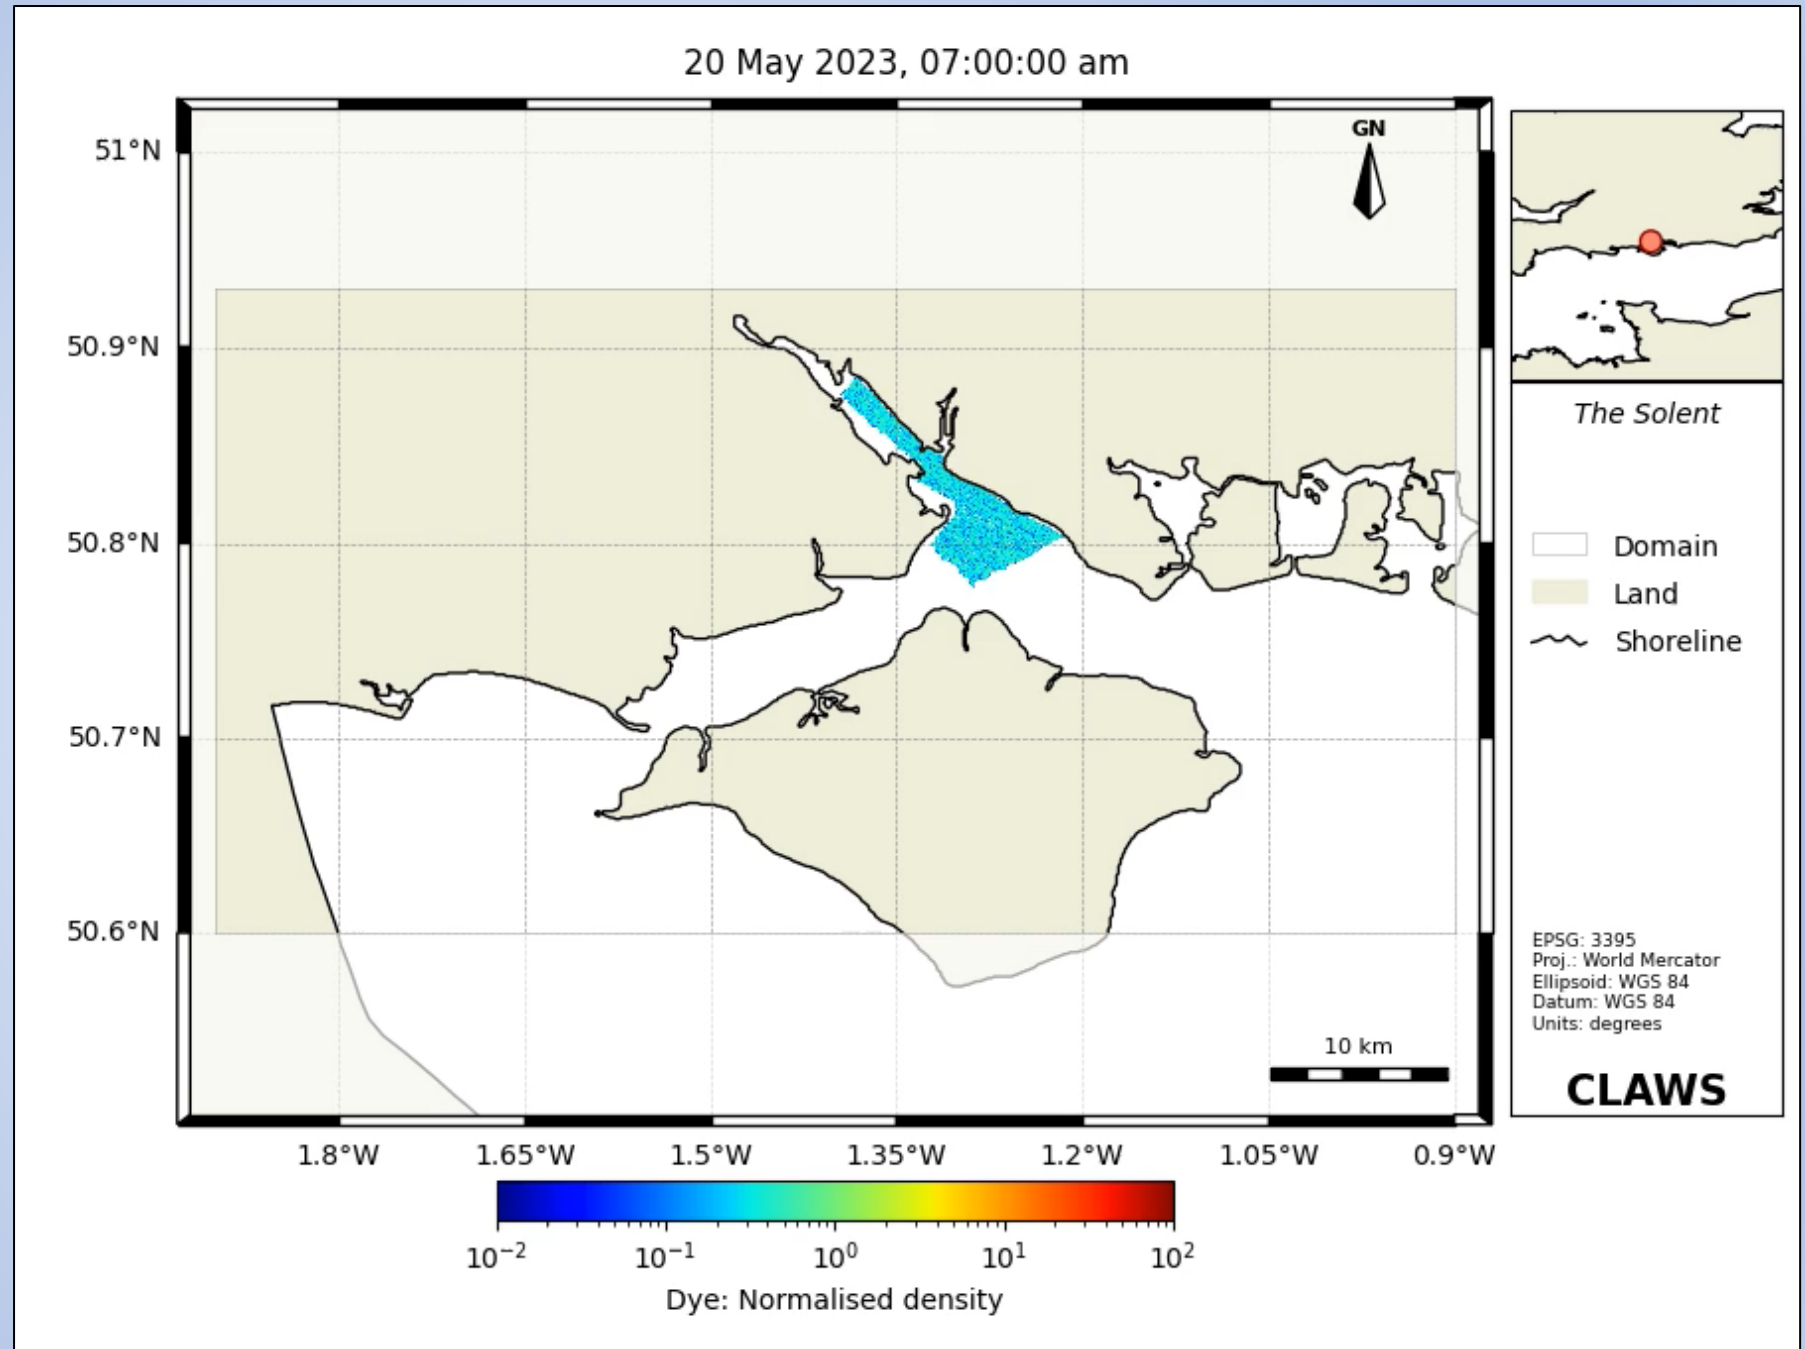 20 May 2023, 07:00:00 am
GN
51°N
50.9°N
50.8°N
50.7°N
50.6°N
1.8°W 1.65°W 1.5°W 1.35°W 1.2°W 1.05°W 0.9°W
10 km
The Solent
Domain
Land
Shoreline
EPSG: 3395
Proj.: World Mercator
Ellipsoid: WGS 84
Datum: WGS 84
Units: degrees
CLAWS
10⁻² 10⁻¹ 10⁰ 10¹ 10²
Dye: Normalised density